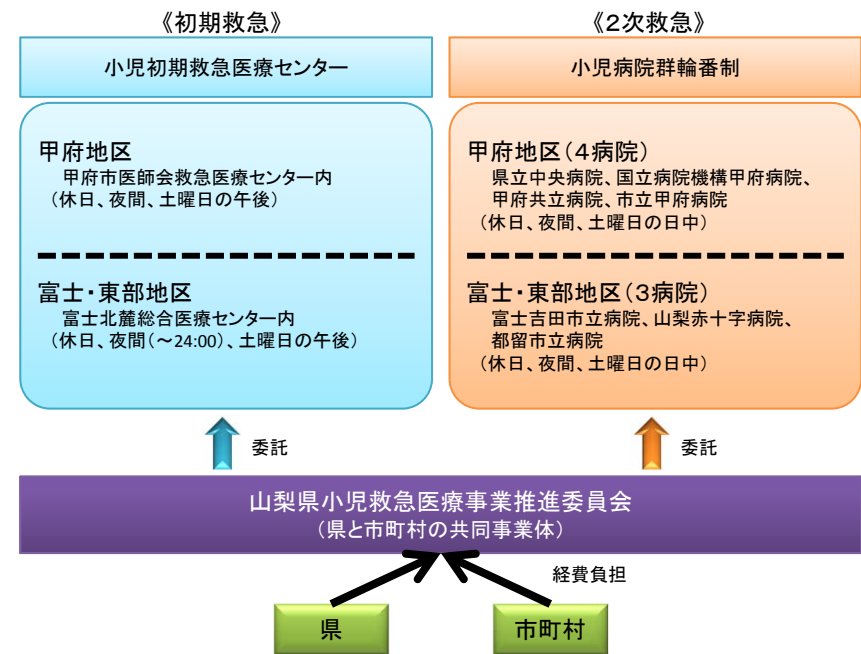 《初期救急》
小児初期救急医療センター
甲府地区
甲府市医師会救急医療センター内
（休日、夜間、土曜日の午後）
富士・東部地区
富士北麓総合医療センター内
（休日、夜間（～24:00）、土曜日の午後）
《２次救急》
小児病院群輪番制
甲府地区（４病院）
県立中央病院、国立病院機構甲府病院、
甲府共立病院、市立甲府病院
（休日、夜間、土曜日の日中）
富士・東部地区（３病院）
富士吉田市立病院、山梨赤十字病院、
都留市立病院
（休日、夜間、土曜日の日中）
委託
委託
山梨県小児救急医療事業推進委員会
（県と市町村の共同事業体）
経費負担
県
市町村